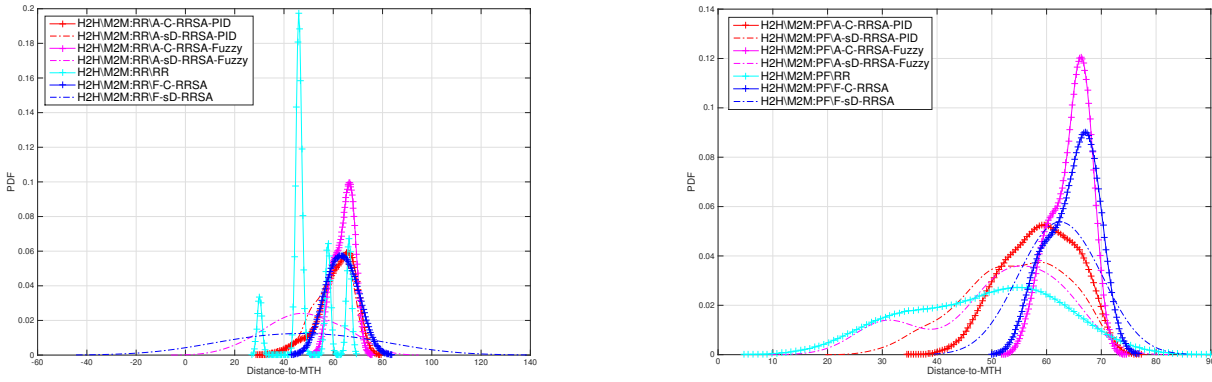 0.2
0.18
0.16
0.14
0.12
0.1
0.08
0.06
0.04
0.02
0
PDF
H2H\M2M:RR\A-C-RRSA-PID
H2H\M2M:RR\A-sD-RRSA-PID
H2H\M2M:RR\A-C-RRSA-Fuzzy
H2H\M2M:RR\A-sD-RRSA-Fuzzy
H2H\M2M:RR\RR
H2H\M2M:RR\F-C-RRSA
H2H\M2M:RR\F-sD-RRSA
-60 -40 -20 0 20 40 60 80 100 120 140
Distance-to-MTH
0.14
0.12
0.1
0.08
0.06
0.04
0.02
0
PDF
H2H\M2M:PF\A-C-RRSA-PID
H2H\M2M:PF\A-sD-RRSA-PID
H2H\M2M:PF\A-C-RRSA-Fuzzy
H2H\M2M:PF\A-sD-RRSA-Fuzzy
H2H\M2M:PF\RR
H2H\M2M:PF\F-C-RRSA
H2H\M2M:PF\F-sD-RRSA
0 10 20 30 40 50 60 70 80 90
Distance-to-MTH